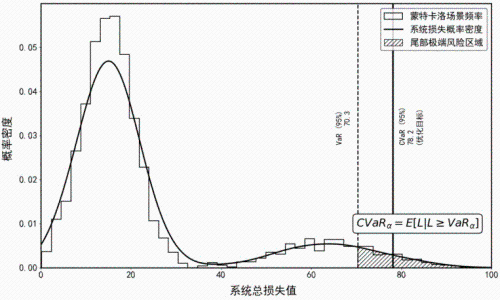 蒙特卡洛场景频率
系统损失概率密度
尾部极端风险区域
概率密度
0.05
0.04
0.03
0.02
0.01
0.00
VaR (95%)
70.3
CVaR (95%)
78.2
(优化目标)
CVaRα = E[L|L ≥ VaRα]
0
20
40
60
80
100
系统总损失值